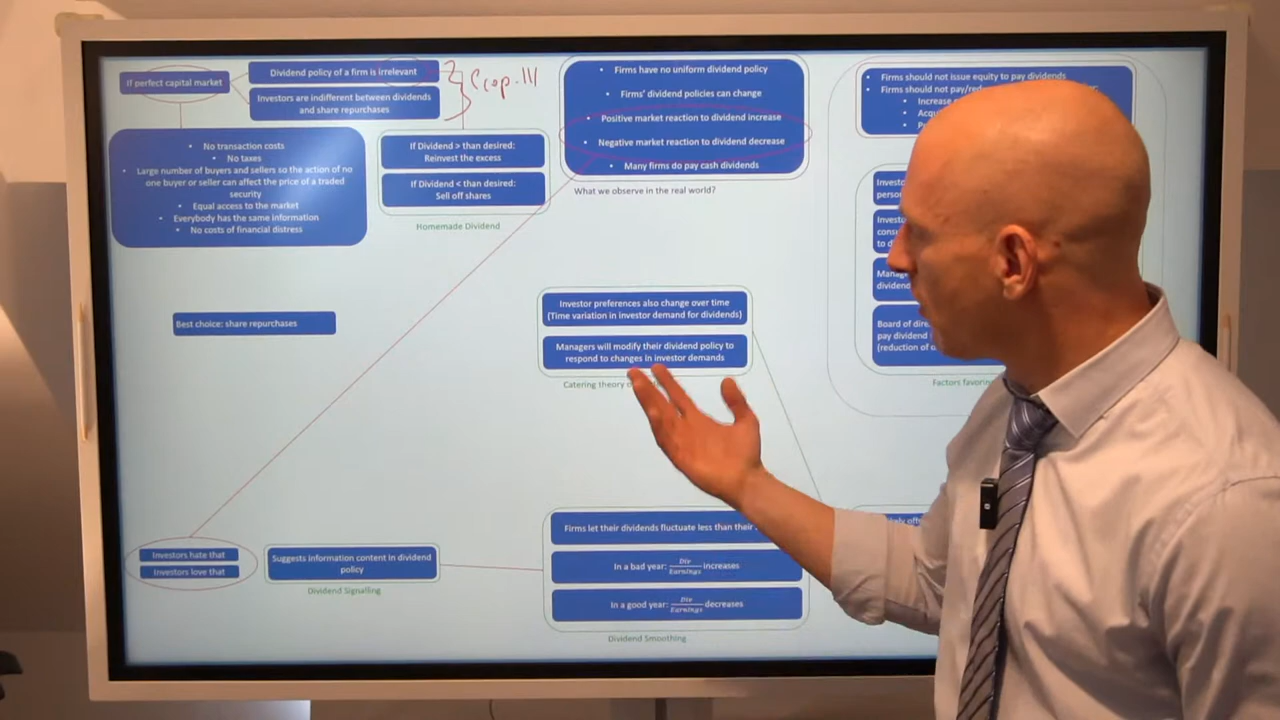 If perfect capital market
Dividend policy of a firm is irrelevant
Investors are indifferent between dividends
and share repurchases
Prop. III
No transaction costs
No taxes
Large number of buyers and sellers so the action of no
one buyer or seller can affect the price of a traded
security
Equal access to the market
Everybody has the same information
No costs of financial distress
If Dividend > than desired:
Reinvest the excess
If Dividend < than desired:
Sell off shares
Homemade Dividend
Firms have no uniform dividend policy
Firms' dividend policies can change
Positive market reaction to dividend increase
Negative market reaction to dividend decrease
Many firms do pay cash dividends
What we observe in the real world?
Firms should not issue equity to pay dividends
Firms should not
Increase
Best choice: share repurchases
Investor preferences also change over time
(Time variation in investor demand for dividends)
Managers will modify their dividend policy to
respond to changes in investor demands
Catering theory
Board of
pay dividend
(reduction of
Factors
Investors hate that
Investors love that
Suggests information content in dividend
policy
Dividend Signalling
Firms let their dividends fluctuate less than their
In a bad year: Div/Earnings increases
In a good year: Div/Earnings decreases
Dividend Smoothing